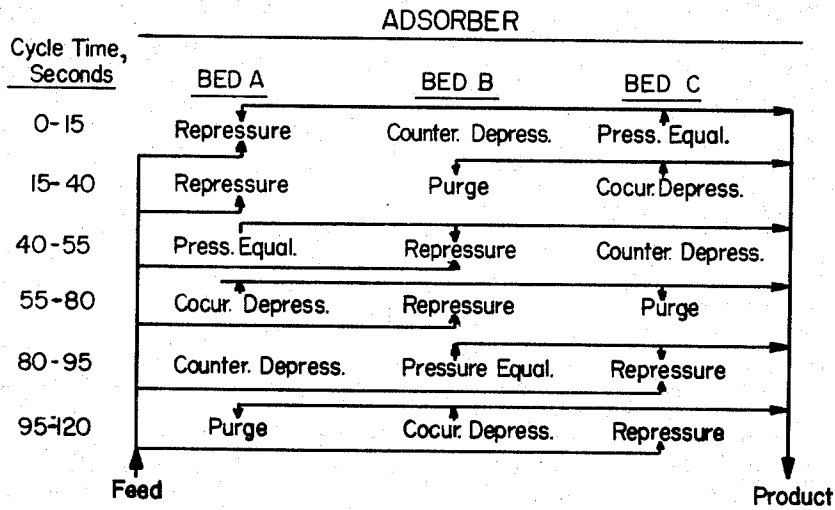 ADSORBER
Cycle Time,
Seconds
BED A BED B BED C
0-15 Repressure Counter. Depress. Press. Equal.
15-40 Repressure Purge Cocur. Depress.
40-55 Press. Equal. Repressure Counter. Depress.
55-80 Cocur. Depress. Repressure Purge
80-95 Counter. Depress. Pressure Equal. Repressure
95-120 Purge Cocur. Depress. Repressure
Feed Product